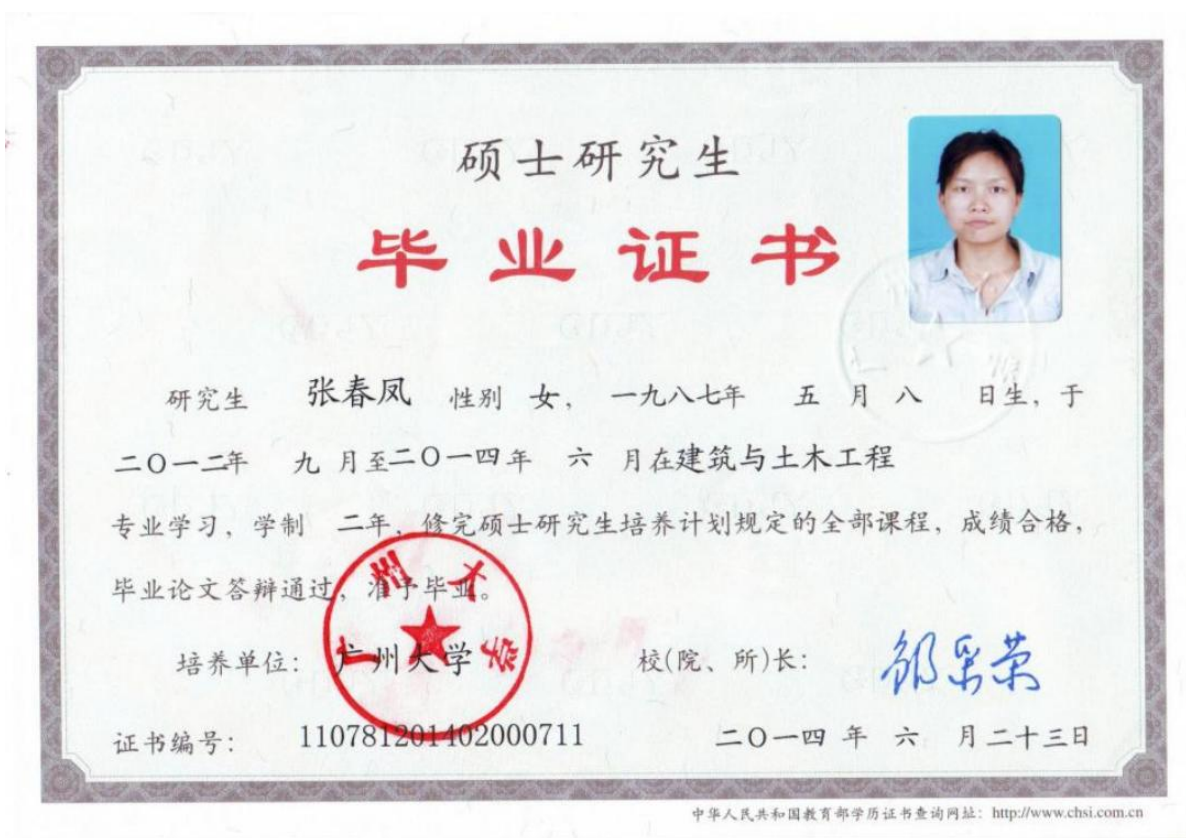 硕士研究生
毕业证书
研究生 张春凤 性别 女, 一九八七年 五 月 八 日生, 于
二〇一二年 九 月至二〇一四年 六 月在建筑与土木工程
专业学习, 学制 二年, 修完硕士研究生培养计划规定的全部课程, 成绩合格,
毕业论文答辩通过, 准予毕业。
培养单位: 广州大学 校(院、所)长: 邹采荣
广州大学
证书编号: 110781201402000711 二〇一四 年 六 月二十三日
中华人民共和国教育部学历证书查询网址: http://www.chsi.com.cn